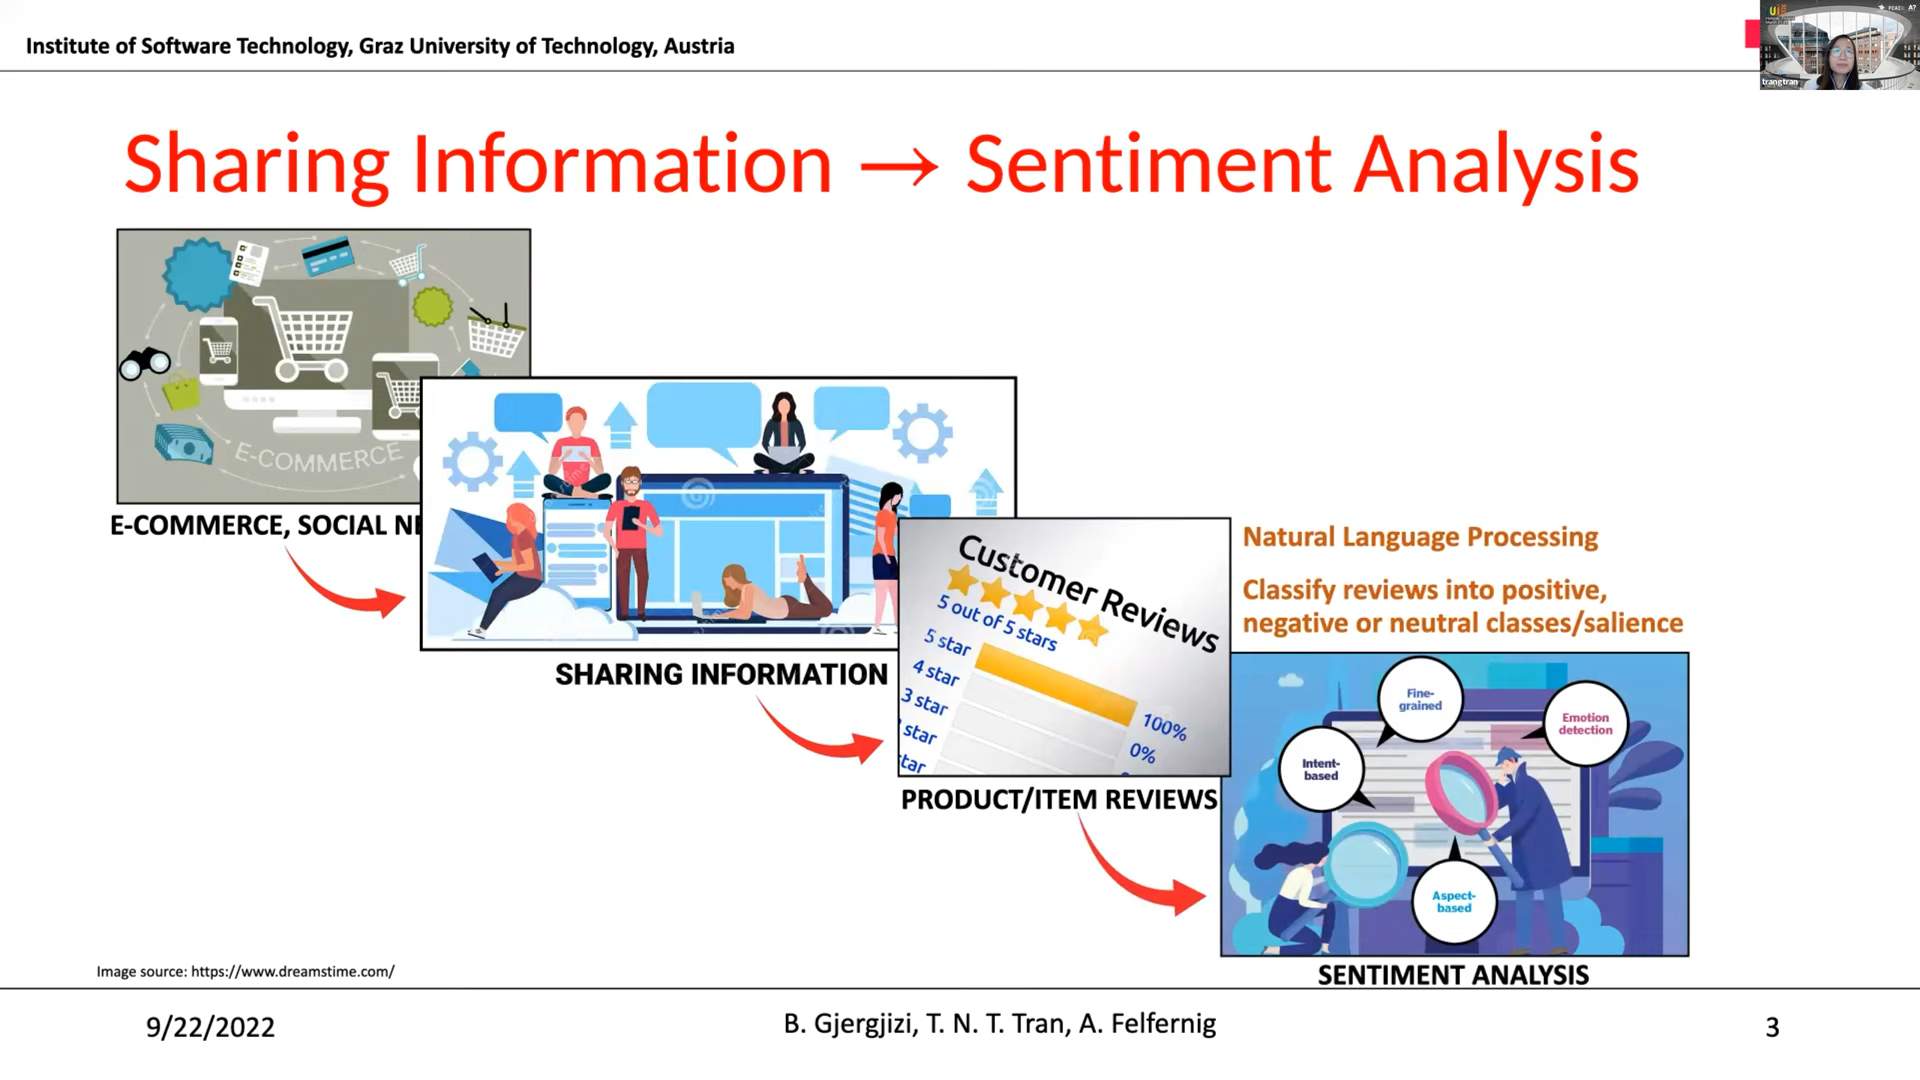 Institute of Software Technology, Graz University of Technology, Austria
trang tran
Sharing Information → Sentiment Analysis
E-COMMERCE
E-COMMERCE, SOCIAL NE
SHARING INFORMATION
Customer Reviews
5 out of 5 stars
5 star
100%
4 star
0%
3 star
star
tar
PRODUCT/ITEM REVIEWS
Natural Language Processing
Classify reviews into positive,
negative or neutral classes/salience
Fine-
grained
Emotion
detection
Intent-
based
Aspect-
based
SENTIMENT ANALYSIS
Image source: https://www.dreamstime.com/
9/22/2022
B. Gjergjizi, T. N. T. Tran, A. Felfernig
3